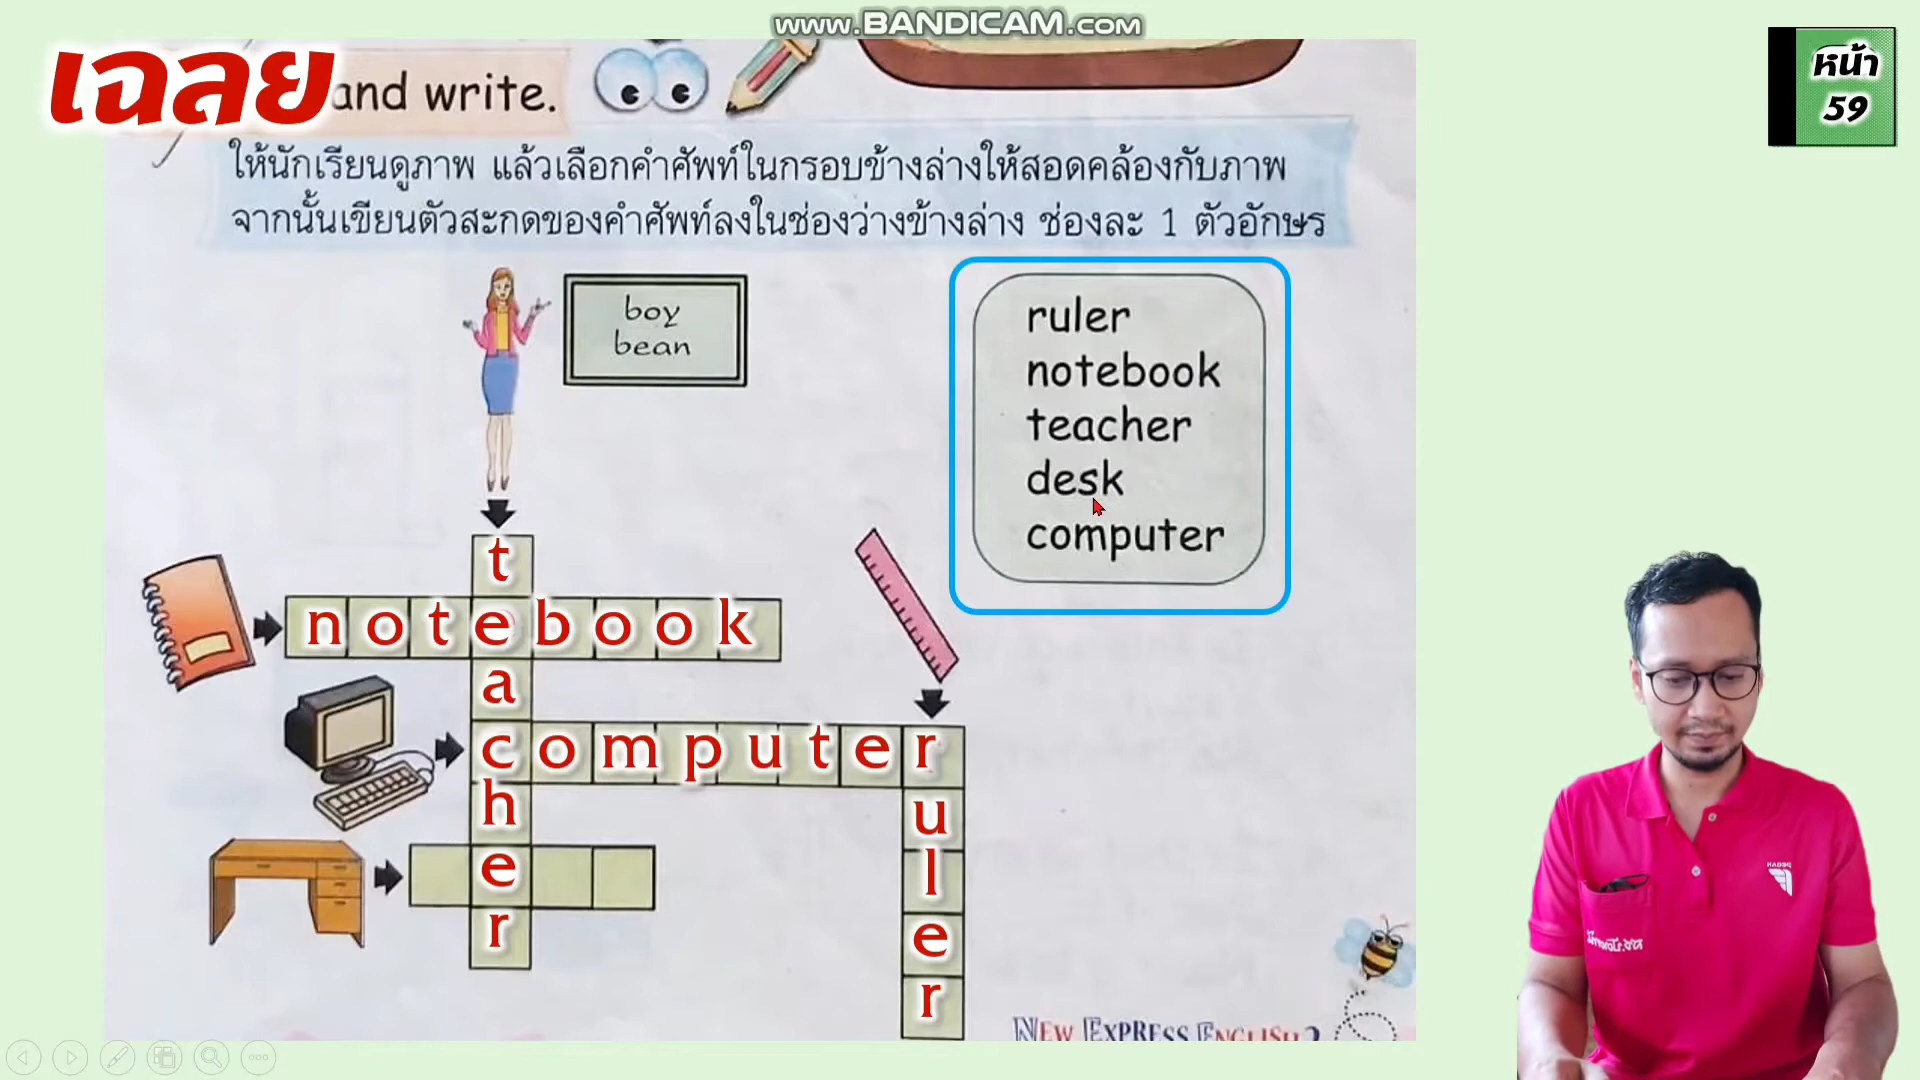 www.BANDICAM.com
เฉลย
and write.
หน้า
59
ให้นักเรียนดูภาพ แล้วเลือกคำศัพท์ในกรอบข้างล่างให้สอดคล้องกับภาพ
จากนั้นเขียนตัวสะกดของคำศัพท์ลงในช่องว่างข้างล่าง ช่องละ 1 ตัวอักษร
boy
bean
ruler
notebook
teacher
desk
computer
teacher
notebook
computer
ruler
NEW EXPRESS ENGLISH 2